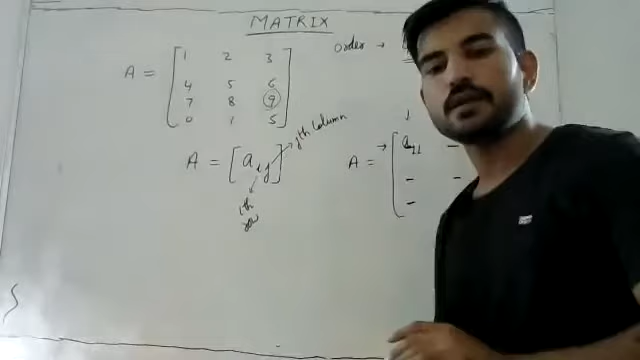 MATRIX
order →
A = [ 1 2 3
4 5 6
7 8 9
0 1 5 ]
A = [aij]
jth column
ith
row
A = [ → a11 –
– –
–